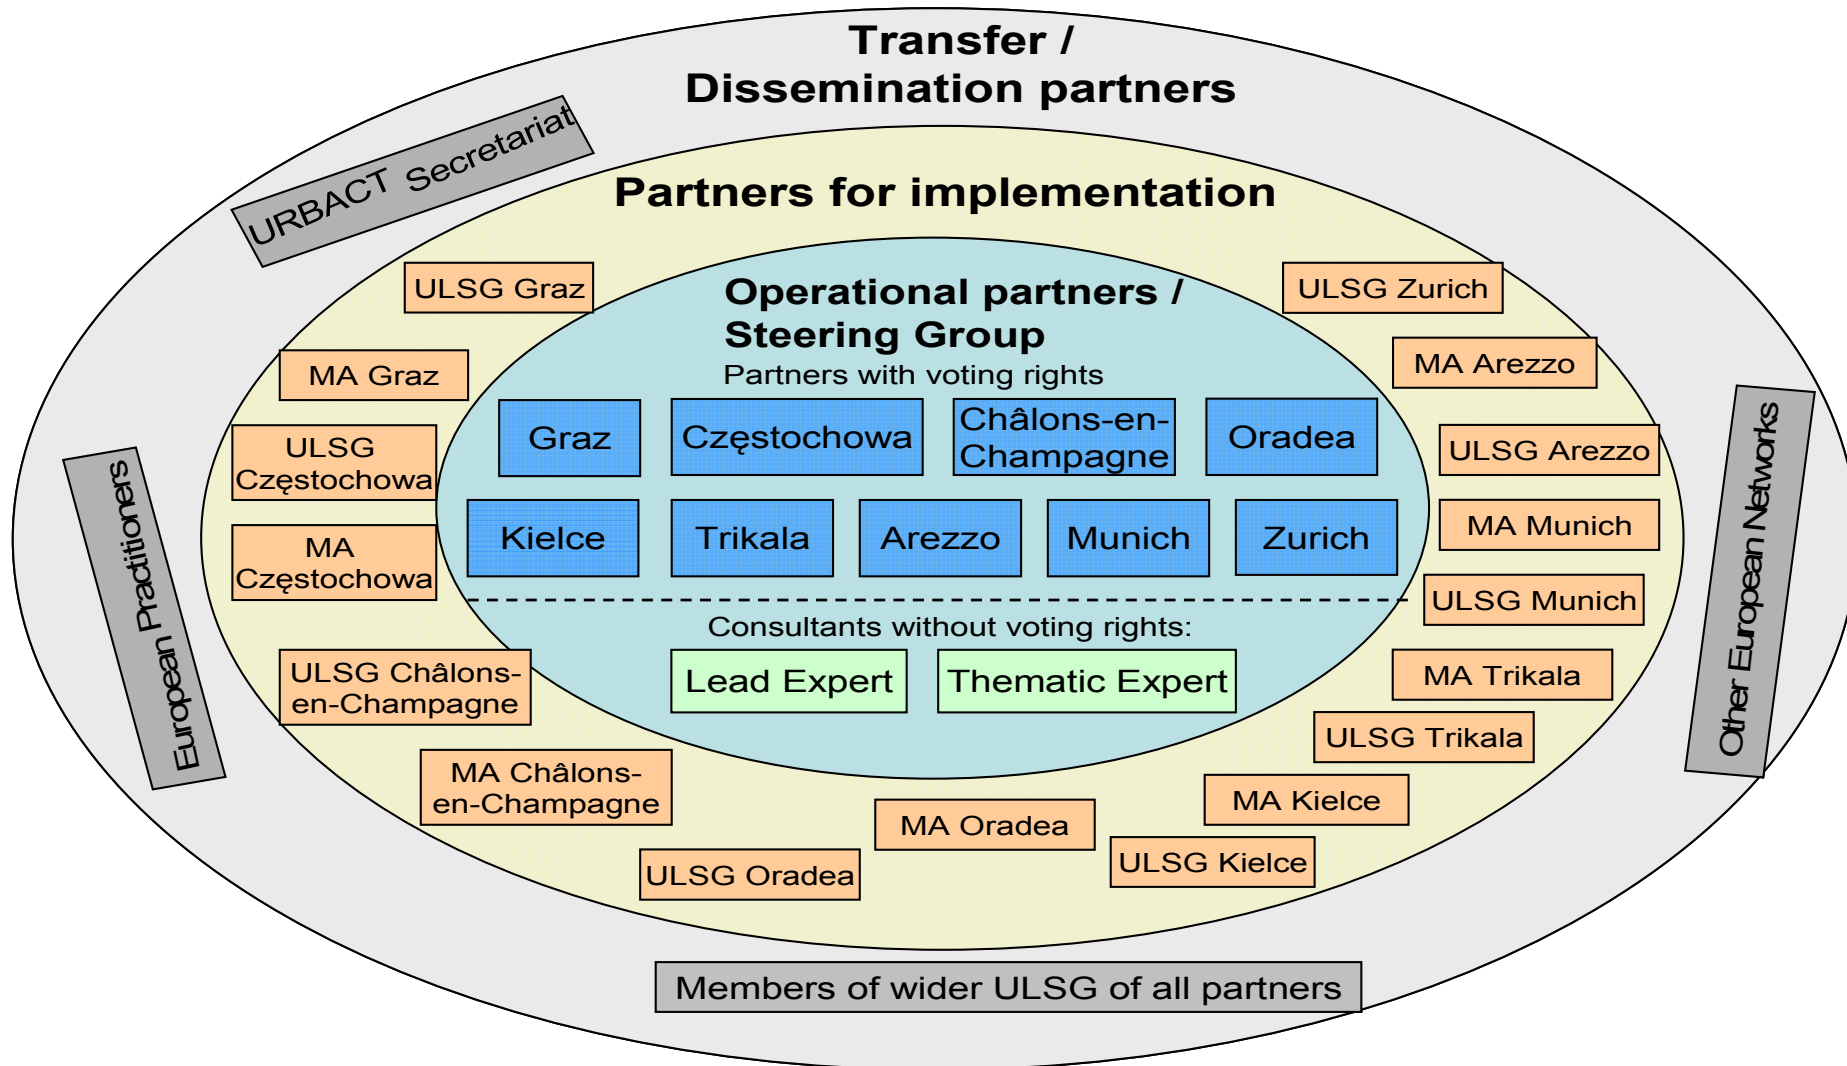 Transfer /
Dissemination partners
URBACT Secretariat
Partners for implementation
ULSG Graz
ULSG Zurich
Operational partners /
Steering Group
Partners with voting rights
MA Graz
MA Arezzo
Graz
Częstochowa
Châlons-en-
Champagne
Oradea
ULSG
Częstochowa
ULSG Arezzo
Kielce
Trikala
Arezzo
Munich
Zurich
MA Munich
MA
Częstochowa
ULSG Munich
European Practitioners
Other European Networks
Consultants without voting rights:
Lead Expert
Thematic Expert
ULSG Châlons-
en-Champagne
MA Trikala
ULSG Trikala
MA Châlons-
en-Champagne
MA Kielce
MA Oradea
ULSG Kielce
ULSG Oradea
Members of wider ULSG of all partners